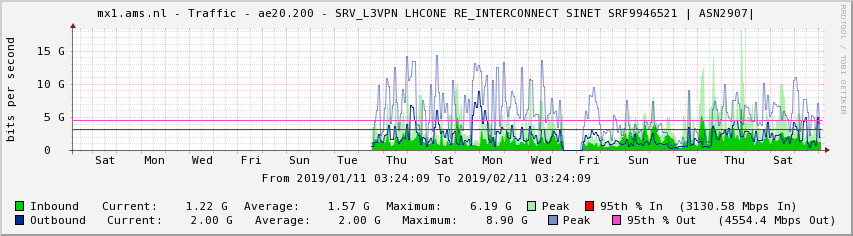 mx1.ams.nl - Traffic - ae20.200 - SRV_L3VPN LHCONE RE_INTERCONNECT SINET SRF9946521 | ASN2907|
RRDTOOL / TOBI OETIKER
bits per second
15 G
10 G
5 G
0
Sat Mon Wed Fri Sun Tue Thu Sat Mon Wed Fri Sun Tue Thu Sat
From 2019/01/11 03:24:09 To 2019/02/11 03:24:09
Inbound Current: 1.22 G Average: 1.57 G Maximum: 6.19 G Peak 95th % In (3130.58 Mbps In)
Outbound Current: 2.00 G Average: 2.00 G Maximum: 8.90 G Peak 95th % Out (4554.4 Mbps Out)